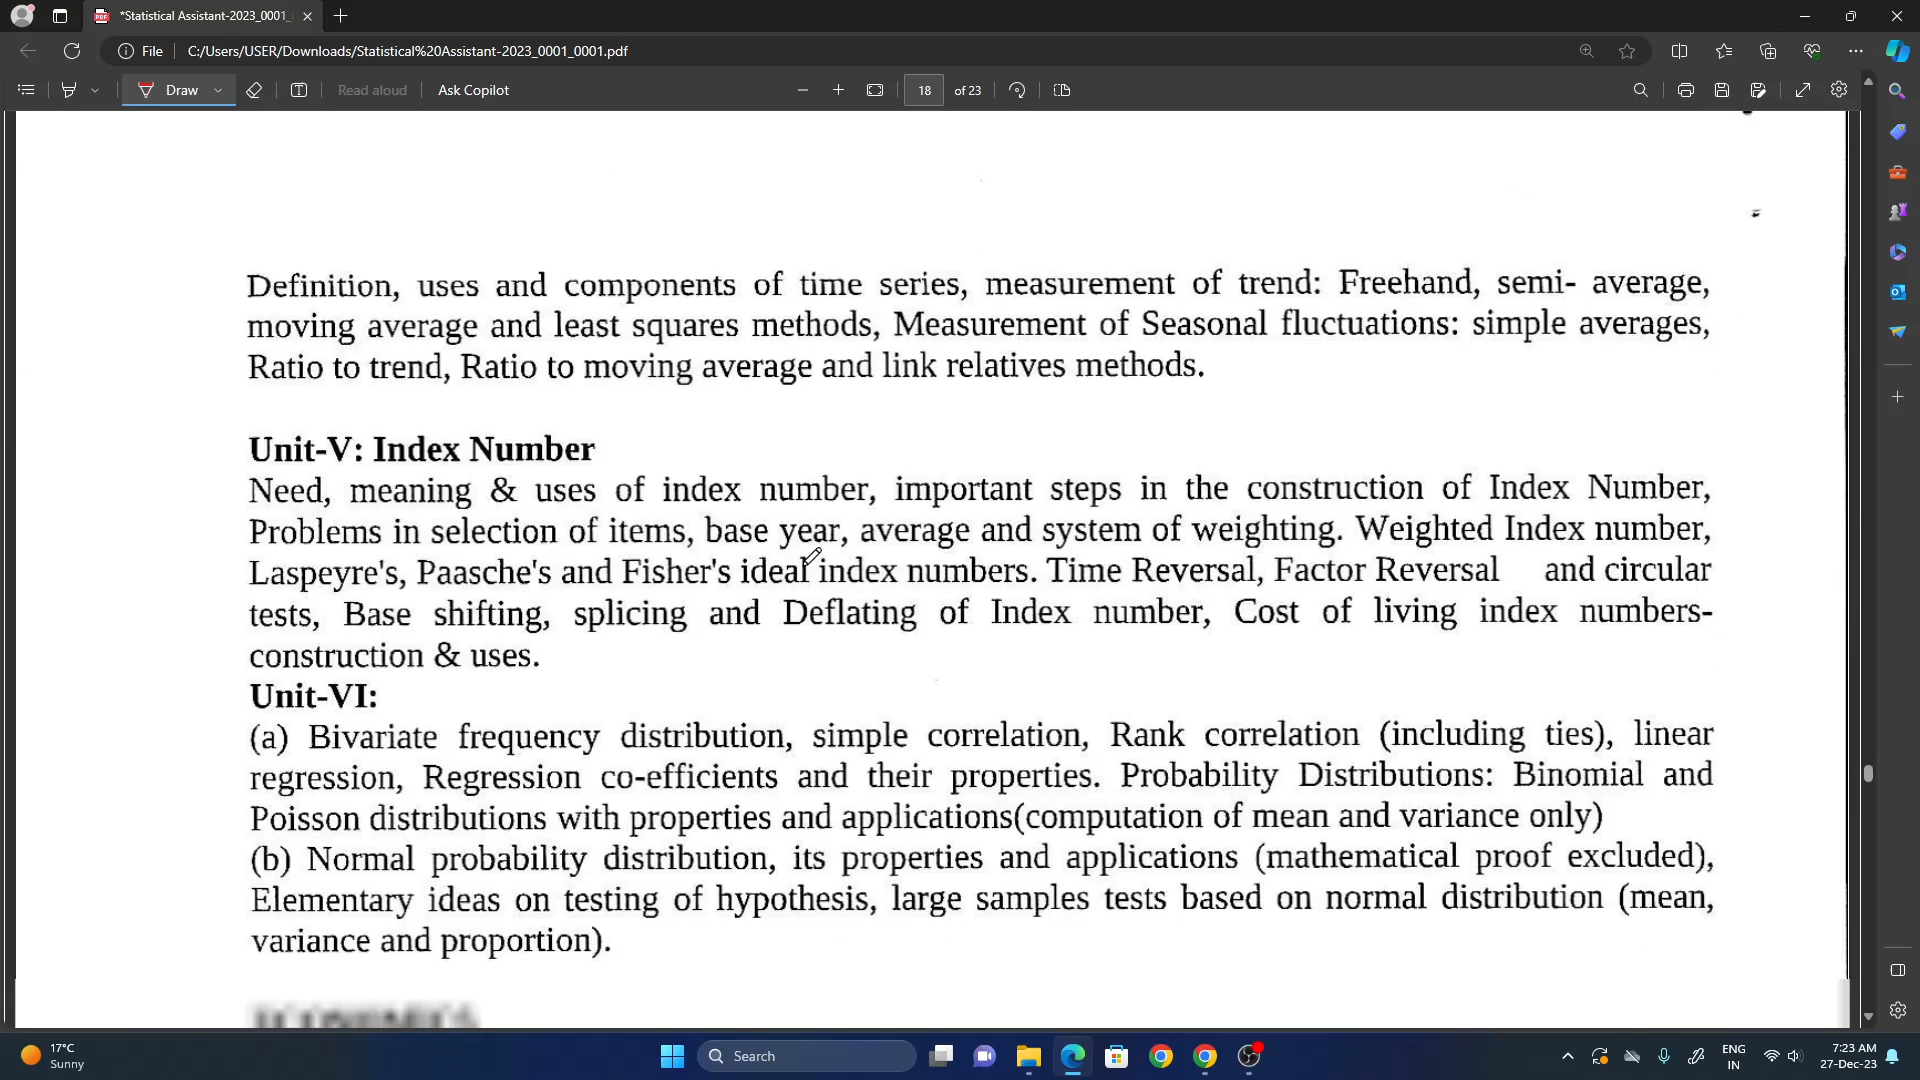 *Statistical Assistant-2023_0001_
File
C:/Users/USER/Downloads/Statistical%20Assistant-2023_0001_0001.pdf
Draw
Read aloud
Ask Copilot
18
of 23
Definition, uses and components of time series, measurement of trend: Freehand, semi- average,
moving average and least squares methods, Measurement of Seasonal fluctuations: simple averages,
Ratio to trend, Ratio to moving average and link relatives methods.
Unit-V: Index Number
Need, meaning & uses of index number, important steps in the construction of Index Number,
Problems in selection of items, base year, average and system of weighting. Weighted Index number,
Laspeyre's, Paasche's and Fisher's ideal index numbers. Time Reversal, Factor Reversal and circular
tests, Base shifting, splicing and Deflating of Index number, Cost of living index numbers-
construction & uses.
Unit-VI:
(a) Bivariate frequency distribution, simple correlation, Rank correlation (including ties), linear
regression, Regression co-efficients and their properties. Probability Distributions: Binomial and
Poisson distributions with properties and applications(computation of mean and variance only)
(b) Normal probability distribution, its properties and applications (mathematical proof excluded),
Elementary ideas on testing of hypothesis, large samples tests based on normal distribution (mean,
variance and proportion).
17°C
Sunny
Search
ENG
IN
7:23 AM
27-Dec-23